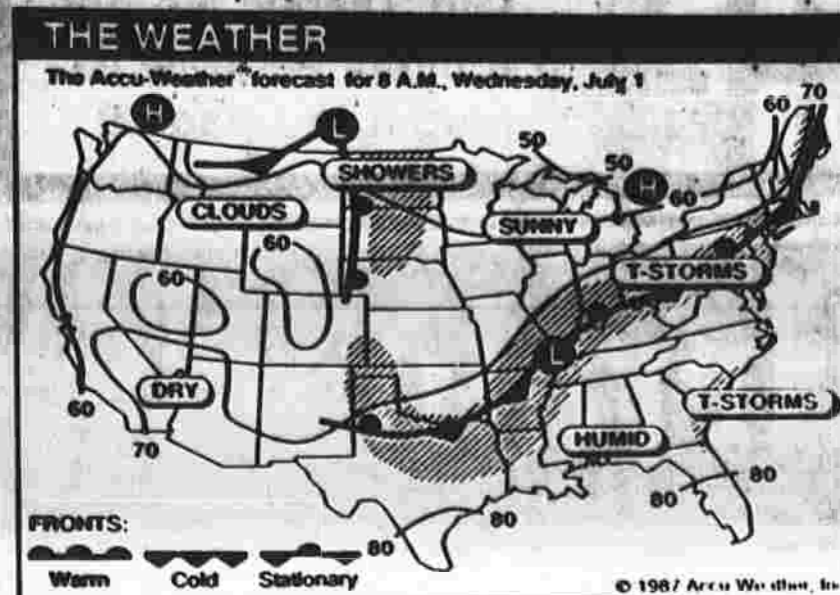 THE WEATHER
The Accu-Weather™ forecast for 8 A.M., Wednesday, July 1
60 70
H
L
50
50
H
60
SHOWERS
CLOUDS
SUNNY
60
60
T-STORMS
L
DRY
T-STORMS
60
HUMID
70
80
80
80
80
FRONTS:
Warm Cold Stationary
© 1987 Accu Weather,